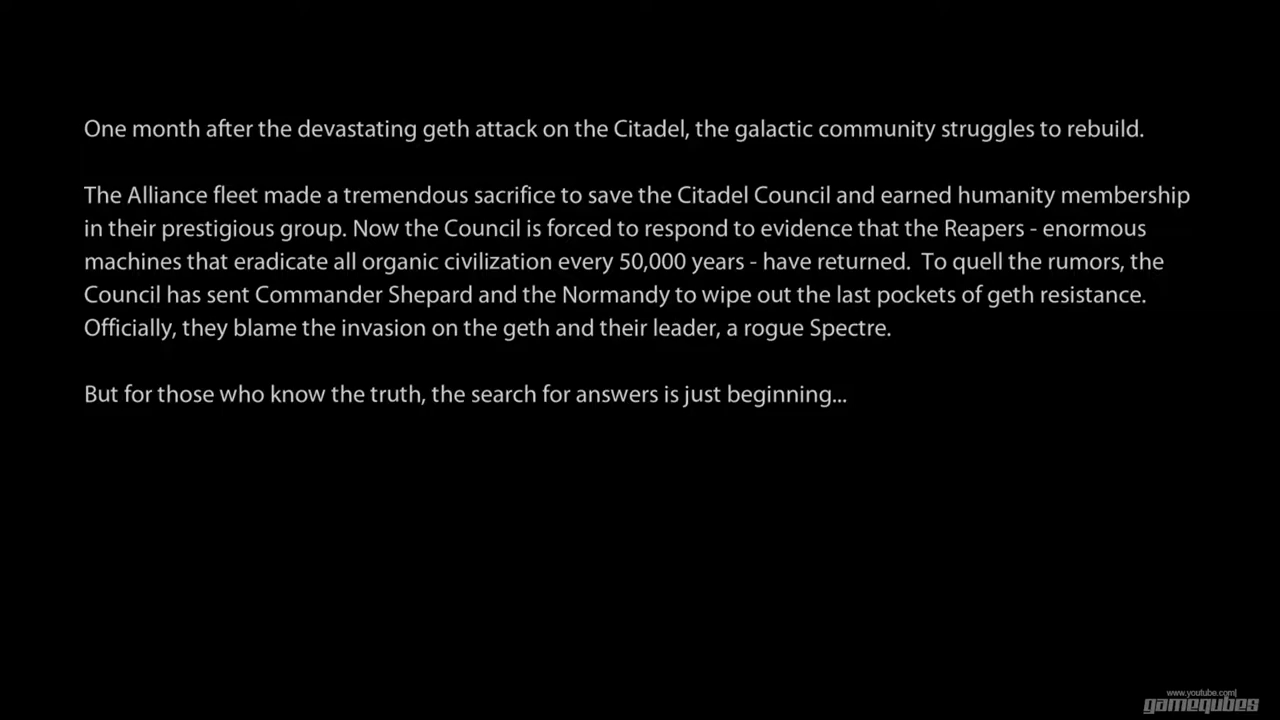 One month after the devastating geth attack on the Citadel, the galactic community struggles to rebuild.
The Alliance fleet made a tremendous sacrifice to save the Citadel Council and earned humanity membership
in their prestigious group. Now the Council is forced to respond to evidence that the Reapers - enormous
machines that eradicate all organic civilization every 50,000 years - have returned.  To quell the rumors, the
Council has sent Commander Shepard and the Normandy to wipe out the last pockets of geth resistance.
Officially, they blame the invasion on the geth and their leader, a rogue Spectre.
But for those who know the truth, the search for answers is just beginning...
www.youtube.com|
gamequbes